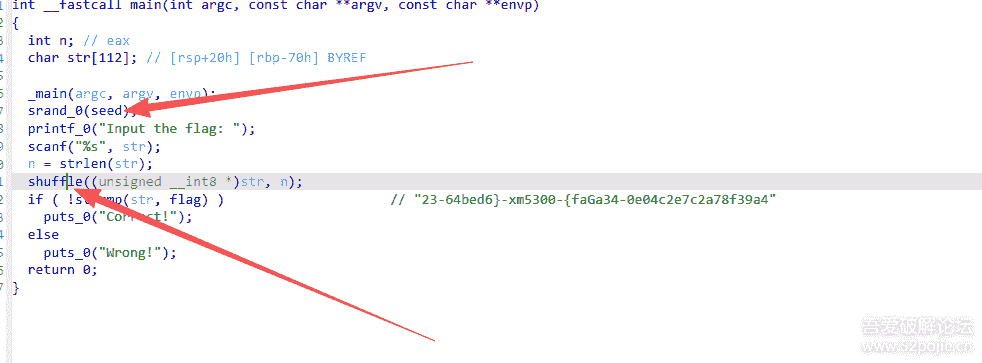 int __fastcall main(int argc, const char **argv, const char **envp)
{
int n; // eax
char str[112]; // [rsp+20h] [rbp-70h] BYREF
_main(argc, argv, envp);
srand_0(seed);
printf_0("Input the flag: ");
scanf("%s", str);
n = strlen(str);
shuffle((unsigned __int8 *)str, n);
if ( !strcmp(str, flag) ) // "23-64bed6}-xm5300-{faGa34-0e04c2e7c2a78f39a4"
puts_0("Correct!");
else
puts_0("Wrong!");
return 0;
}
吾爱破解论坛
www.52pojie.cn